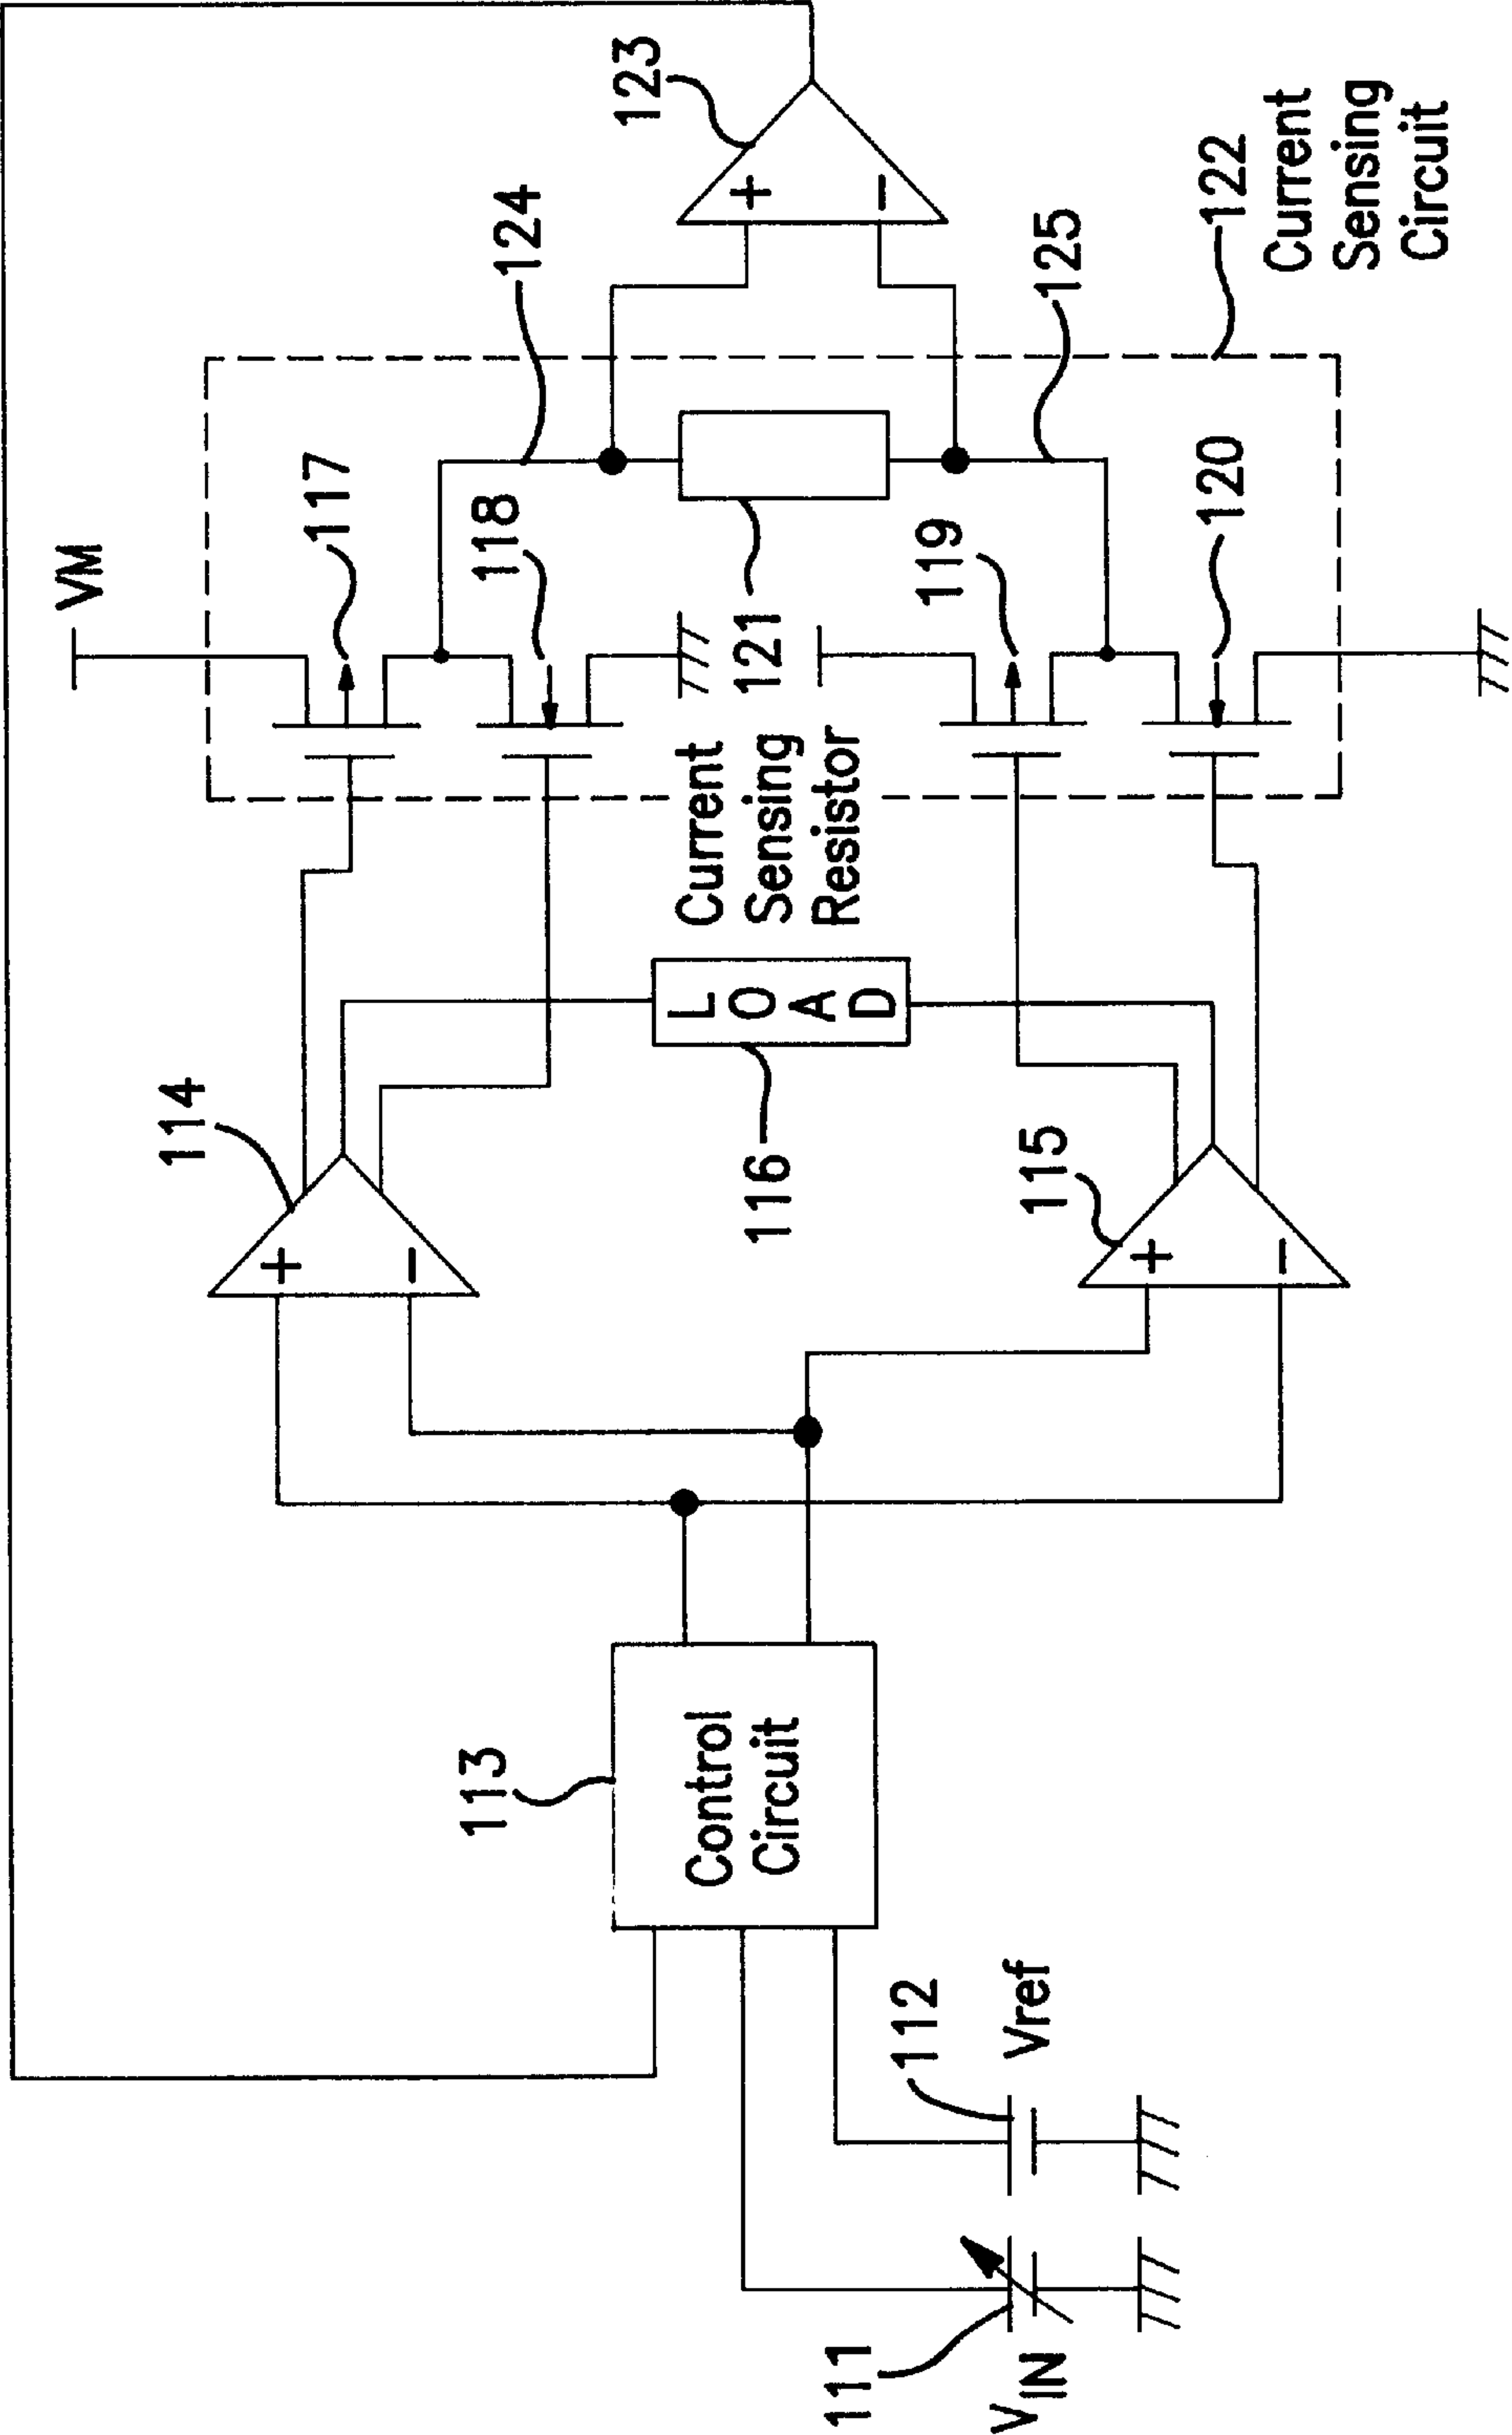 123
124
122
Current
Sensing
Circuit
125
VM
117
118
119
120
121
Current
Sensing
Resistor
L
O
A
D
114
116
115
+
−
+
−
+
−
113
Control
Circuit
112
Vref
111
VIN